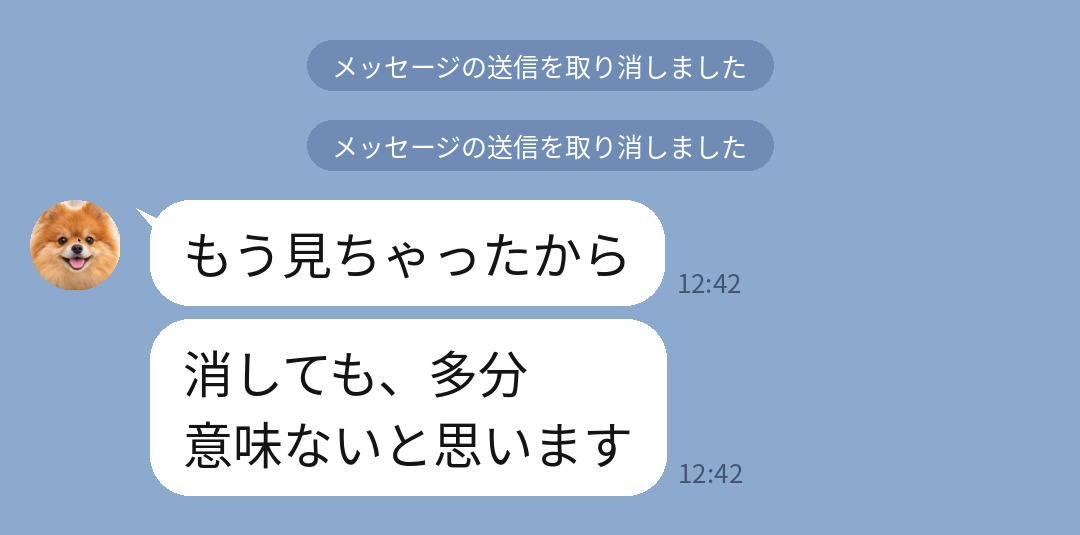 メッセージの送信を取り消しました
メッセージの送信を取り消しました
もう見ちゃったから
12:42
消しても、多分
意味ないと思います
12:42